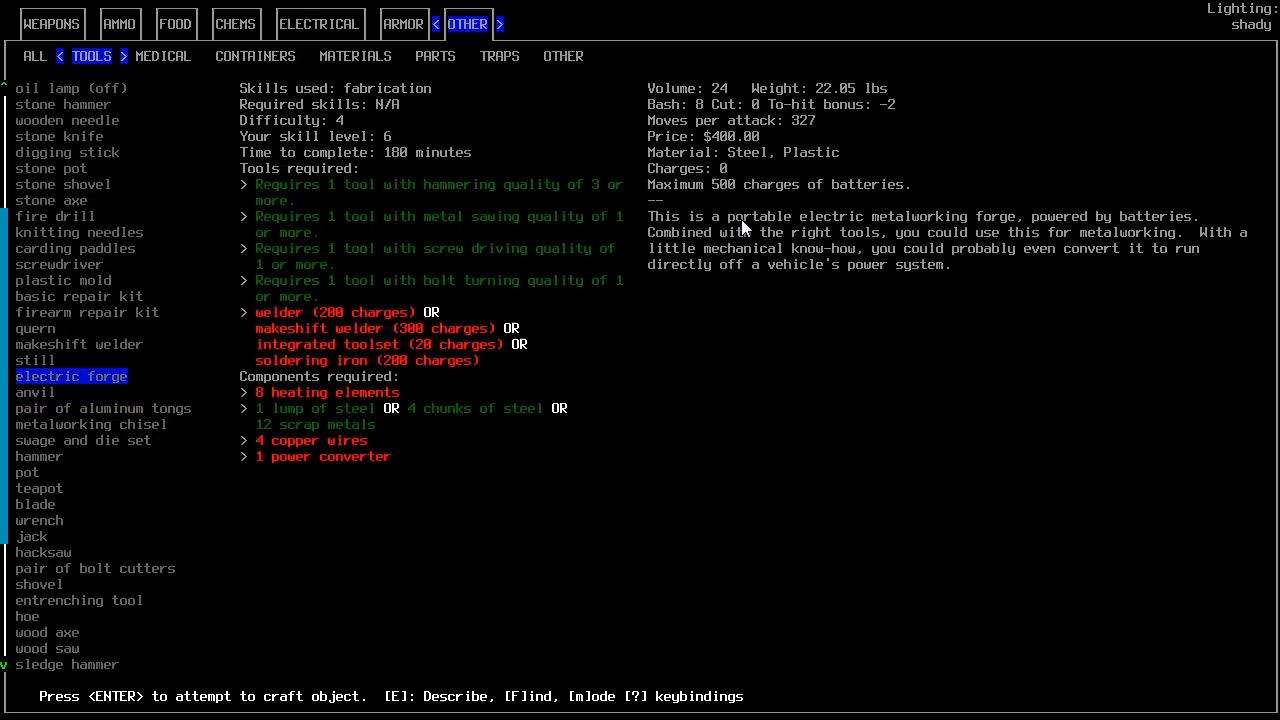 Lighting:
shady
WEAPONS AMMO FOOD CHEMS ELECTRICAL ARMOR < OTHER >
ALL < TOOLS > MEDICAL CONTAINERS MATERIALS PARTS TRAPS OTHER
^ oil lamp (off)
stone hammer
wooden needle
stone knife
digging stick
stone pot
stone shovel
stone axe
fire drill
knitting needles
carding paddles
screwdriver
plastic mold
basic repair kit
firearm repair kit
quern
makeshift welder
still
electric forge
anvil
pair of aluminum tongs
metalworking chisel
swage and die set
hammer
pot
teapot
blade
wrench
jack
hacksaw
pair of bolt cutters
shovel
entrenching tool
hoe
wood axe
wood saw
v sledge hammer
Skills used: fabrication
Required skills: N/A
Difficulty: 4
Your skill level: 6
Time to complete: 180 minutes
Tools required:
> Requires 1 tool with hammering quality of 3 or
more.
> Requires 1 tool with metal sawing quality of 1
or more.
> Requires 1 tool with screw driving quality of
1 or more.
> Requires 1 tool with bolt turning quality of 1
or more.
> welder (200 charges) OR
makeshift welder (300 charges) OR
integrated toolset (20 charges) OR
soldering iron (200 charges)
Components required:
> 8 heating elements
> 1 lump of steel OR 4 chunks of steel OR
12 scrap metals
> 4 copper wires
> 1 power converter
Volume: 24 Weight: 22.05 lbs
Bash: 8 Cut: 0 To-hit bonus: -2
Moves per attack: 327
Price: $400.00
Material: Steel, Plastic
Charges: 0
Maximum 500 charges of batteries.
--
This is a portable electric metalworking forge, powered by batteries.
Combined with the right tools, you could use this for metalworking. With a
little mechanical know-how, you could probably even convert it to run
directly off a vehicle's power system.
Press <ENTER> to attempt to craft object. [E]: Describe, [F]ind, [m]ode [?] keybindings